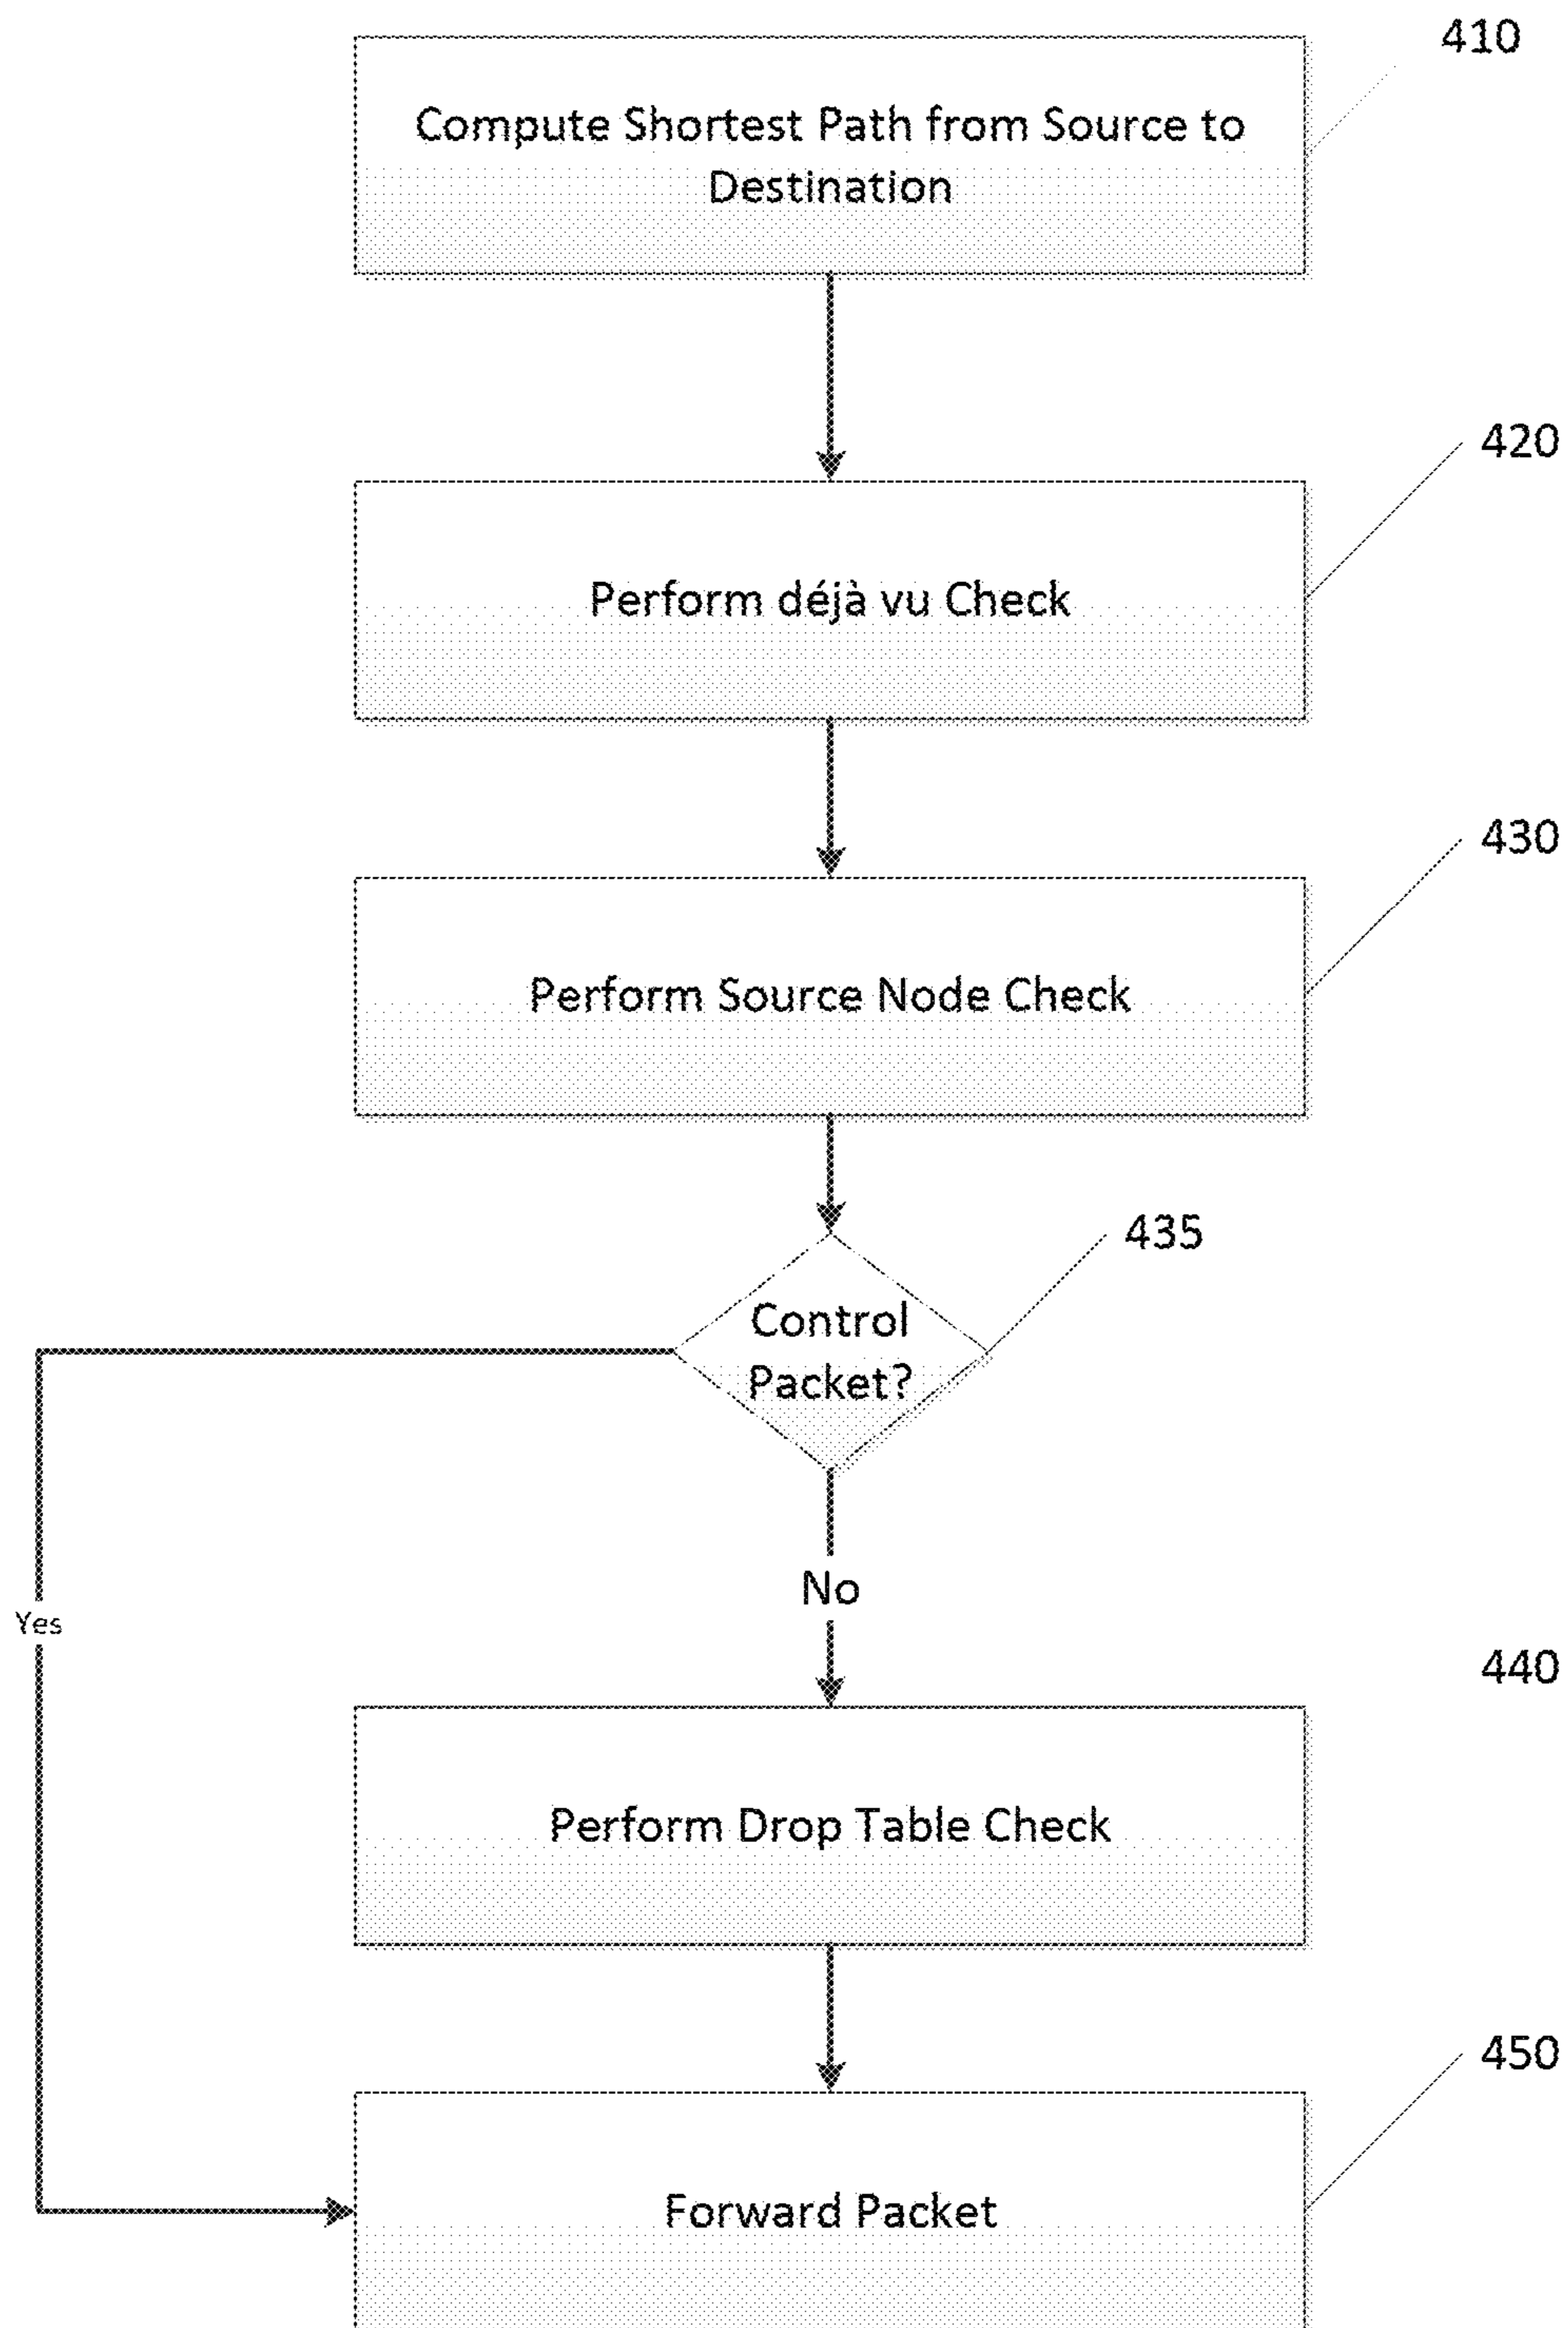 410
Compute Shortest Path from Source to
Destination
420
Perform déjà vu Check
430
Perform Source Node Check
435
Control
Packet?
No
Yes
440
Perform Drop Table Check
450
Forward Packet